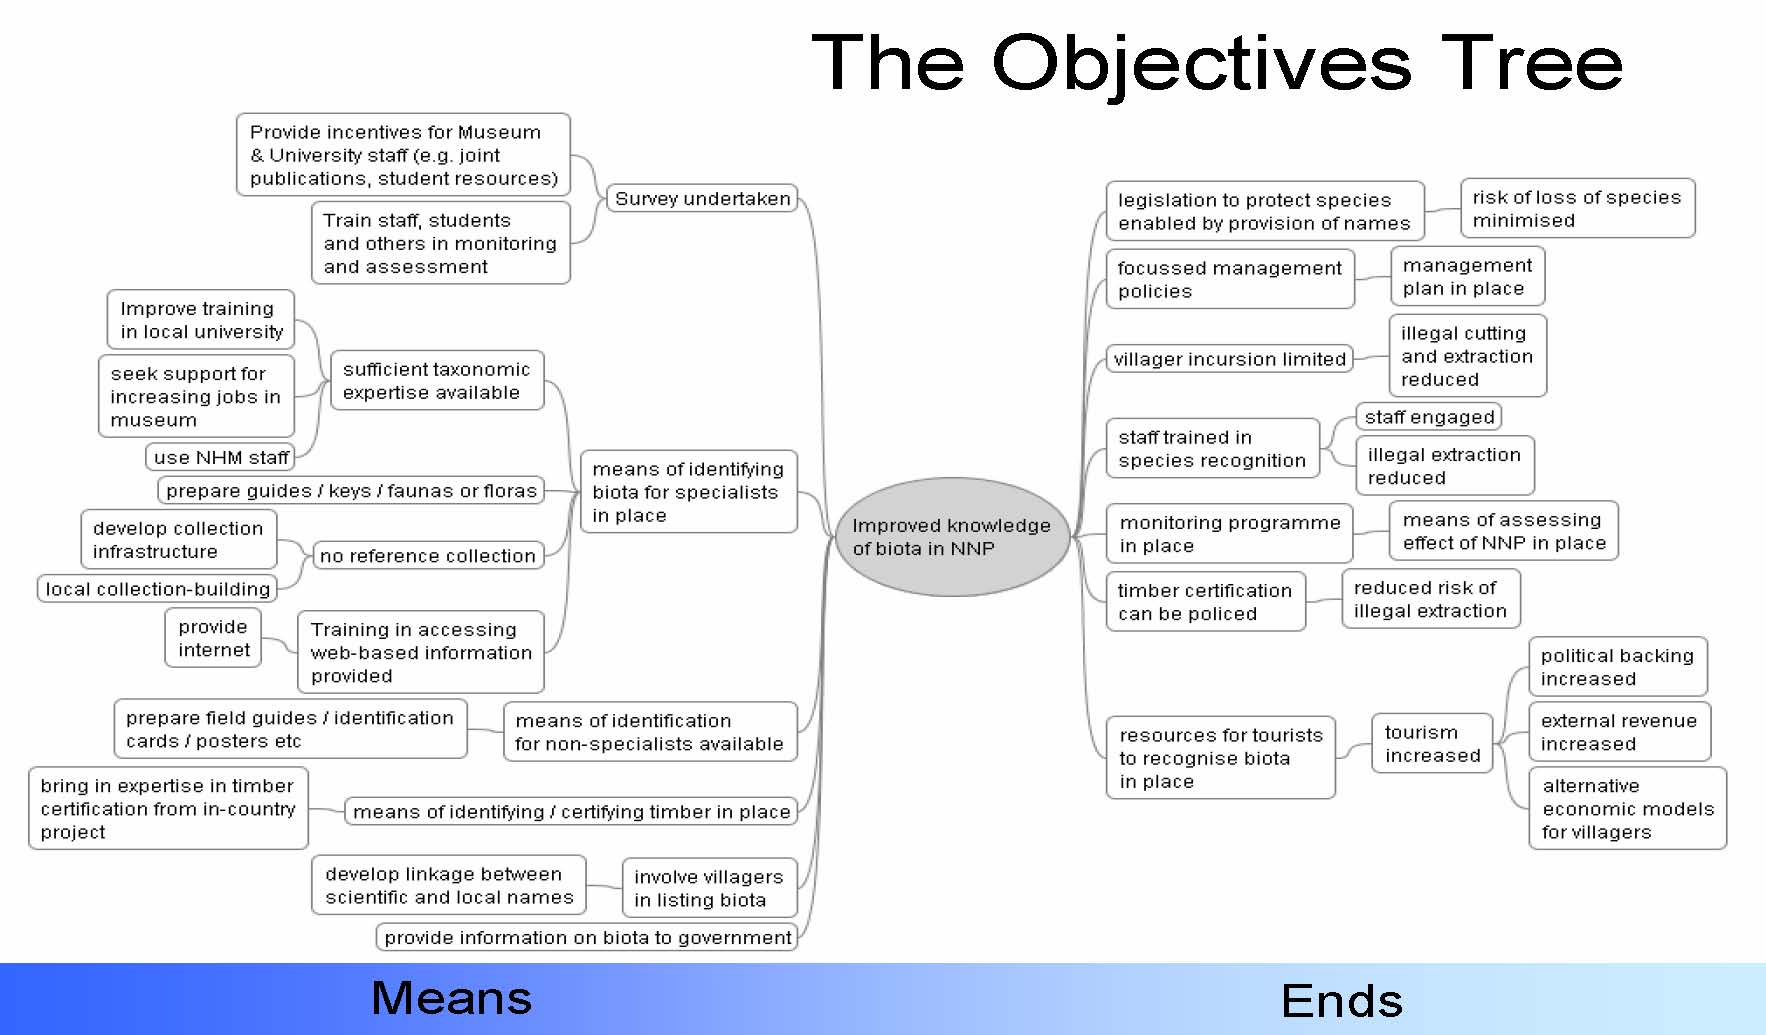 The Objectives Tree
Provide incentives for Museum
& University staff (e.g. joint
publications, student resources)
Train staff, students
and others in monitoring
and assessment
Survey undertaken
Improve training
in local university
seek support for
increasing jobs in
museum
use NHM staff
sufficient taxonomic
expertise available
prepare guides / keys / faunas or floras
develop collection
infrastructure
local collection-building
no reference collection
provide
internet
Training in accessing
web-based information
provided
means of identifying
biota for specialists
in place
prepare field guides / identification
cards / posters etc
means of identification
for non-specialists available
bring in expertise in timber
certification from in-country
project
means of identifying / certifying timber in place
develop linkage between
scientific and local names
involve villagers
in listing biota
provide information on biota to government
Improved knowledge
of biota in NNP
legislation to protect species
enabled by provision of names
risk of loss of species
minimised
focussed management
policies
management
plan in place
villager incursion limited
illegal cutting
and extraction
reduced
staff trained in
species recognition
staff engaged
illegal extraction
reduced
monitoring programme
in place
means of assessing
effect of NNP in place
timber certification
can be policed
reduced risk of
illegal extraction
resources for tourists
to recognise biota
in place
tourism
increased
political backing
increased
external revenue
increased
alternative
economic models
for villagers
Means
Ends